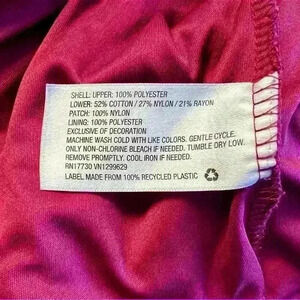 SHELL: UPPER: 100% POLYESTER
LOWER: 52% COTTON / 27% NYLON / 21% RAYON
PATCH: 100% NYLON
LINING: 100% POLYESTER
EXCLUSIVE OF DECORATION
MACHINE WASH COLD WITH LIKE COLORS. GENTLE CYCLE.
ONLY NON-CHLORINE BLEACH IF NEEDED. TUMBLE DRY LOW.
REMOVE PROMPTLY. COOL IRON IF NEEDED.
RN17730 VN1299629
LABEL MADE FROM 100% RECYCLED PLASTIC